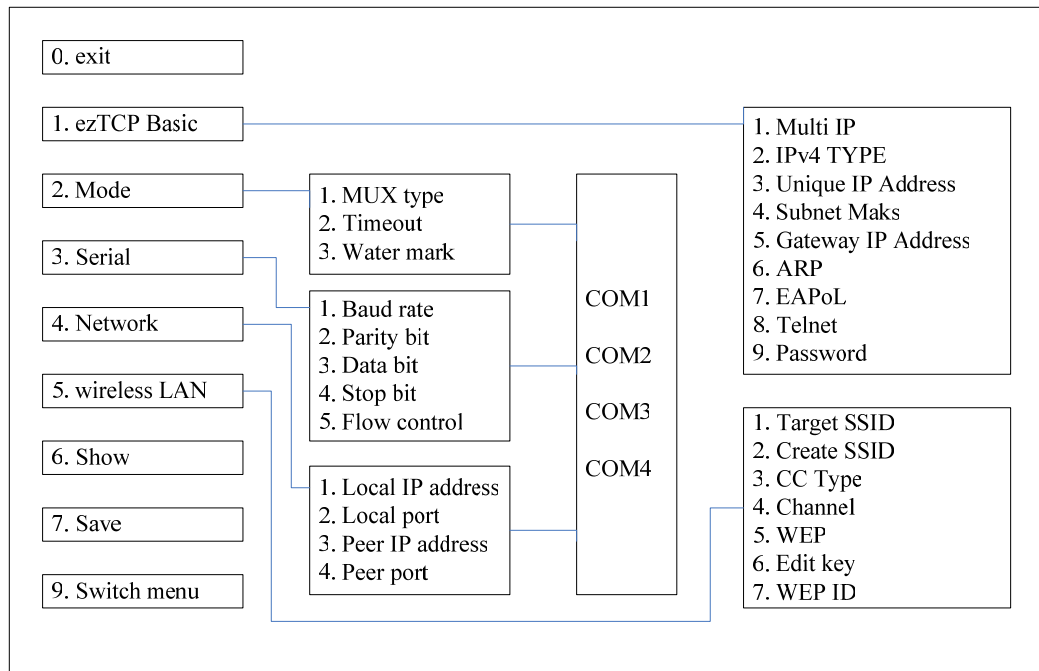 0. exit
1. ezTCP Basic
2. Mode
3. Serial
4. Network
5. wireless LAN
6. Show
7. Save
9. Switch menu
1. MUX type
2. Timeout
3. Water mark
1. Baud rate
2. Parity bit
3. Data bit
4. Stop bit
5. Flow control
1. Local IP address
2. Local port
3. Peer IP address
4. Peer port
COM1
COM2
COM3
COM4
1. Multi IP
2. IPv4 TYPE
3. Unique IP Address
4. Subnet Maks
5. Gateway IP Address
6. ARP
7. EAPoL
8. Telnet
9. Password
1. Target SSID
2. Create SSID
3. CC Type
4. Channel
5. WEP
6. Edit key
7. WEP ID